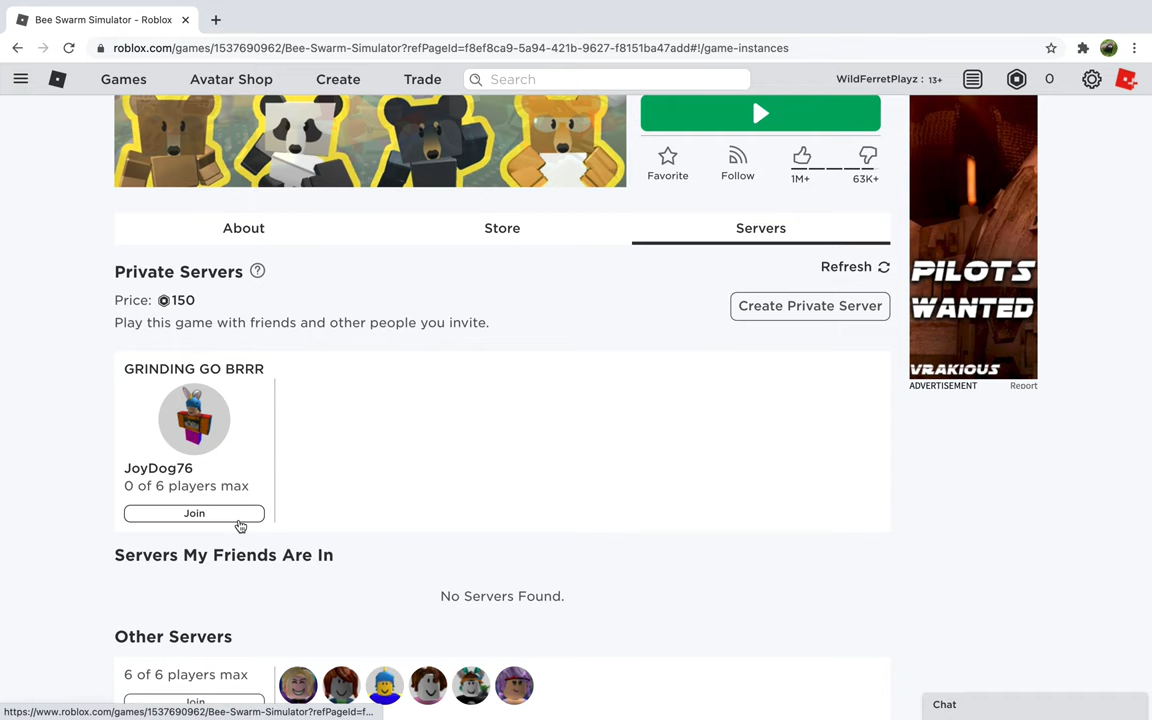 Bee Swarm Simulator - Roblox
roblox.com/games/1537690962/Bee-Swarm-Simulator?refPageId=f8ef8ca9-5a94-421b-9627-f8151ba47add#!/game-instances
Games Avatar Shop Create Trade Search WildFerretPlayz : 13+ 0
Favorite Follow 1M+ 63K+
About Store Servers
Private Servers ? Refresh
Price: 150
Create Private Server
Play this game with friends and other people you invite.
GRINDING GO BRRR
JoyDog76
0 of 6 players max
Join
PILOTS
WANTED
VRAKIOUS
ADVERTISEMENT Report
Servers My Friends Are In
No Servers Found.
Other Servers
6 of 6 players max
Join
https://www.roblox.com/games/1537690962/Bee-Swarm-Simulator?refPageId=f...
Chat